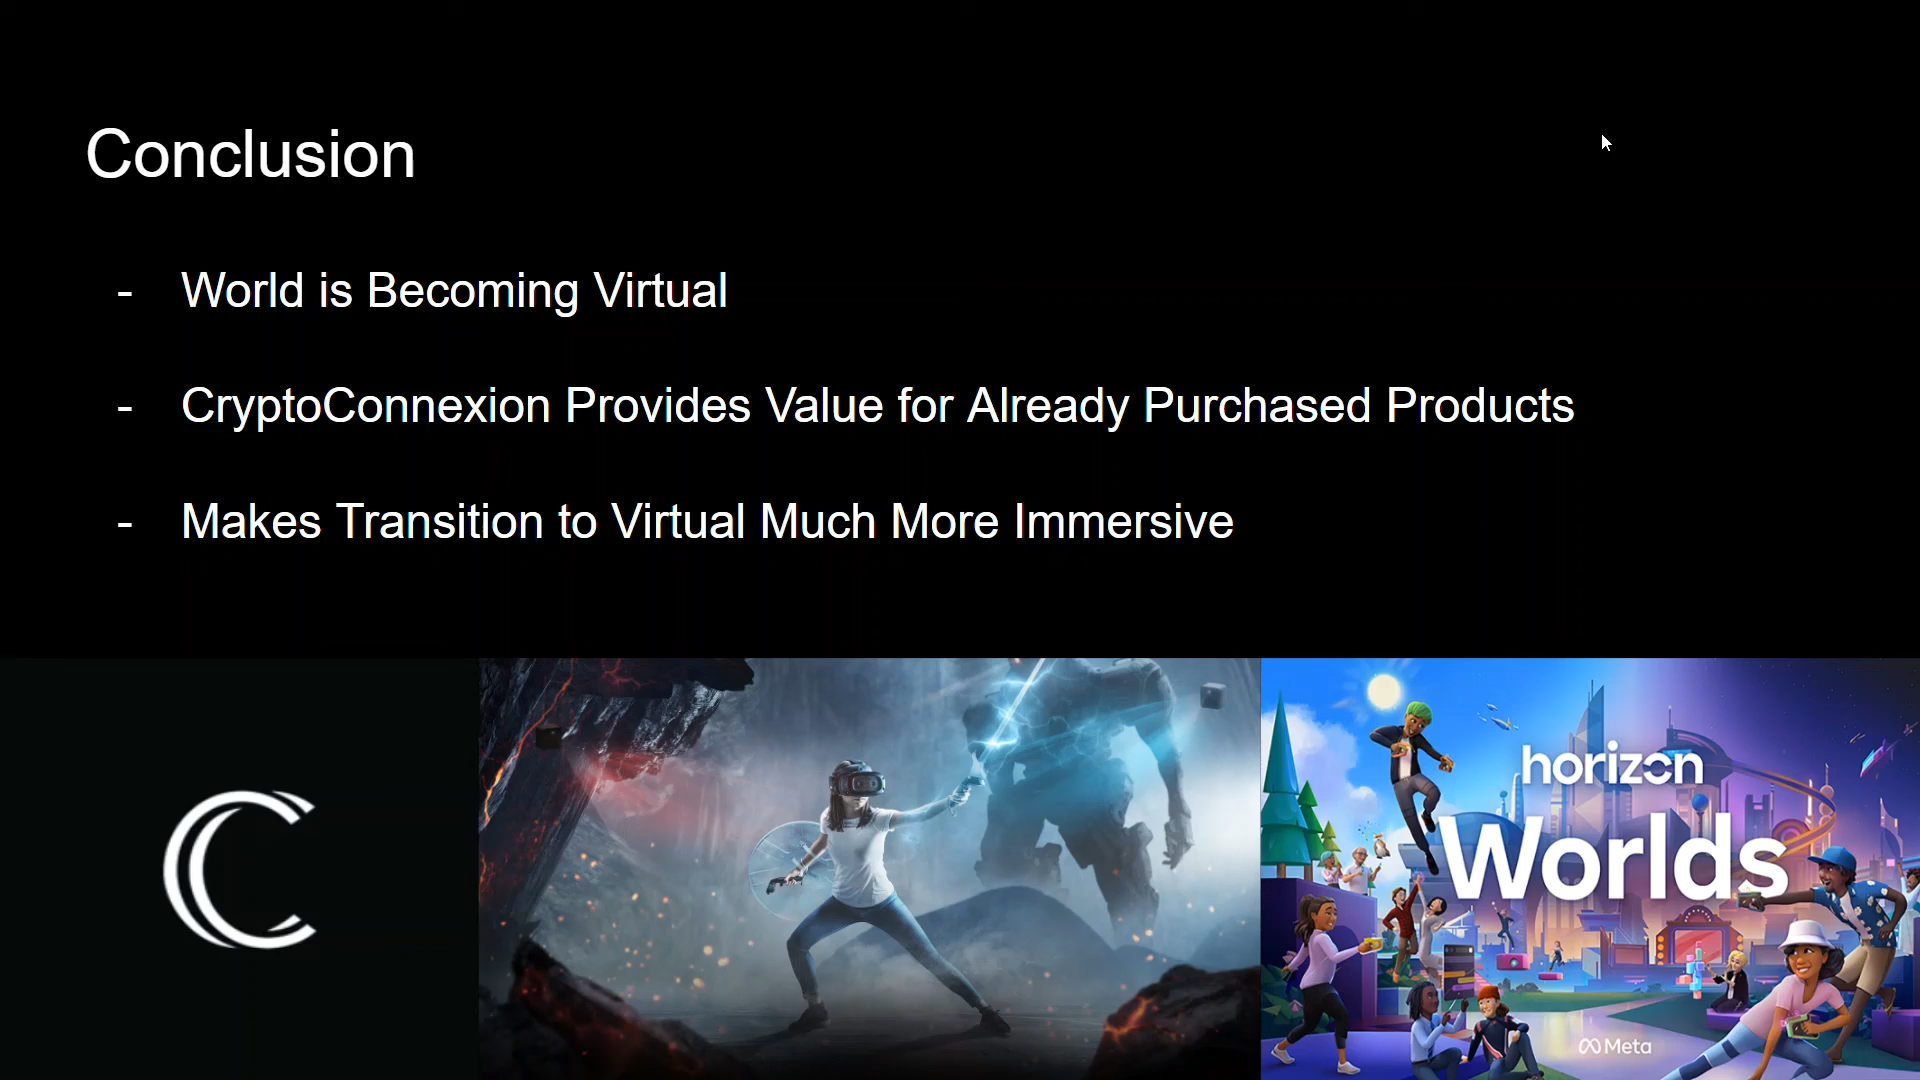 Conclusion
- World is Becoming Virtual
- CryptoConnexion Provides Value for Already Purchased Products
- Makes Transition to Virtual Much More Immersive
horizon
Worlds
Meta